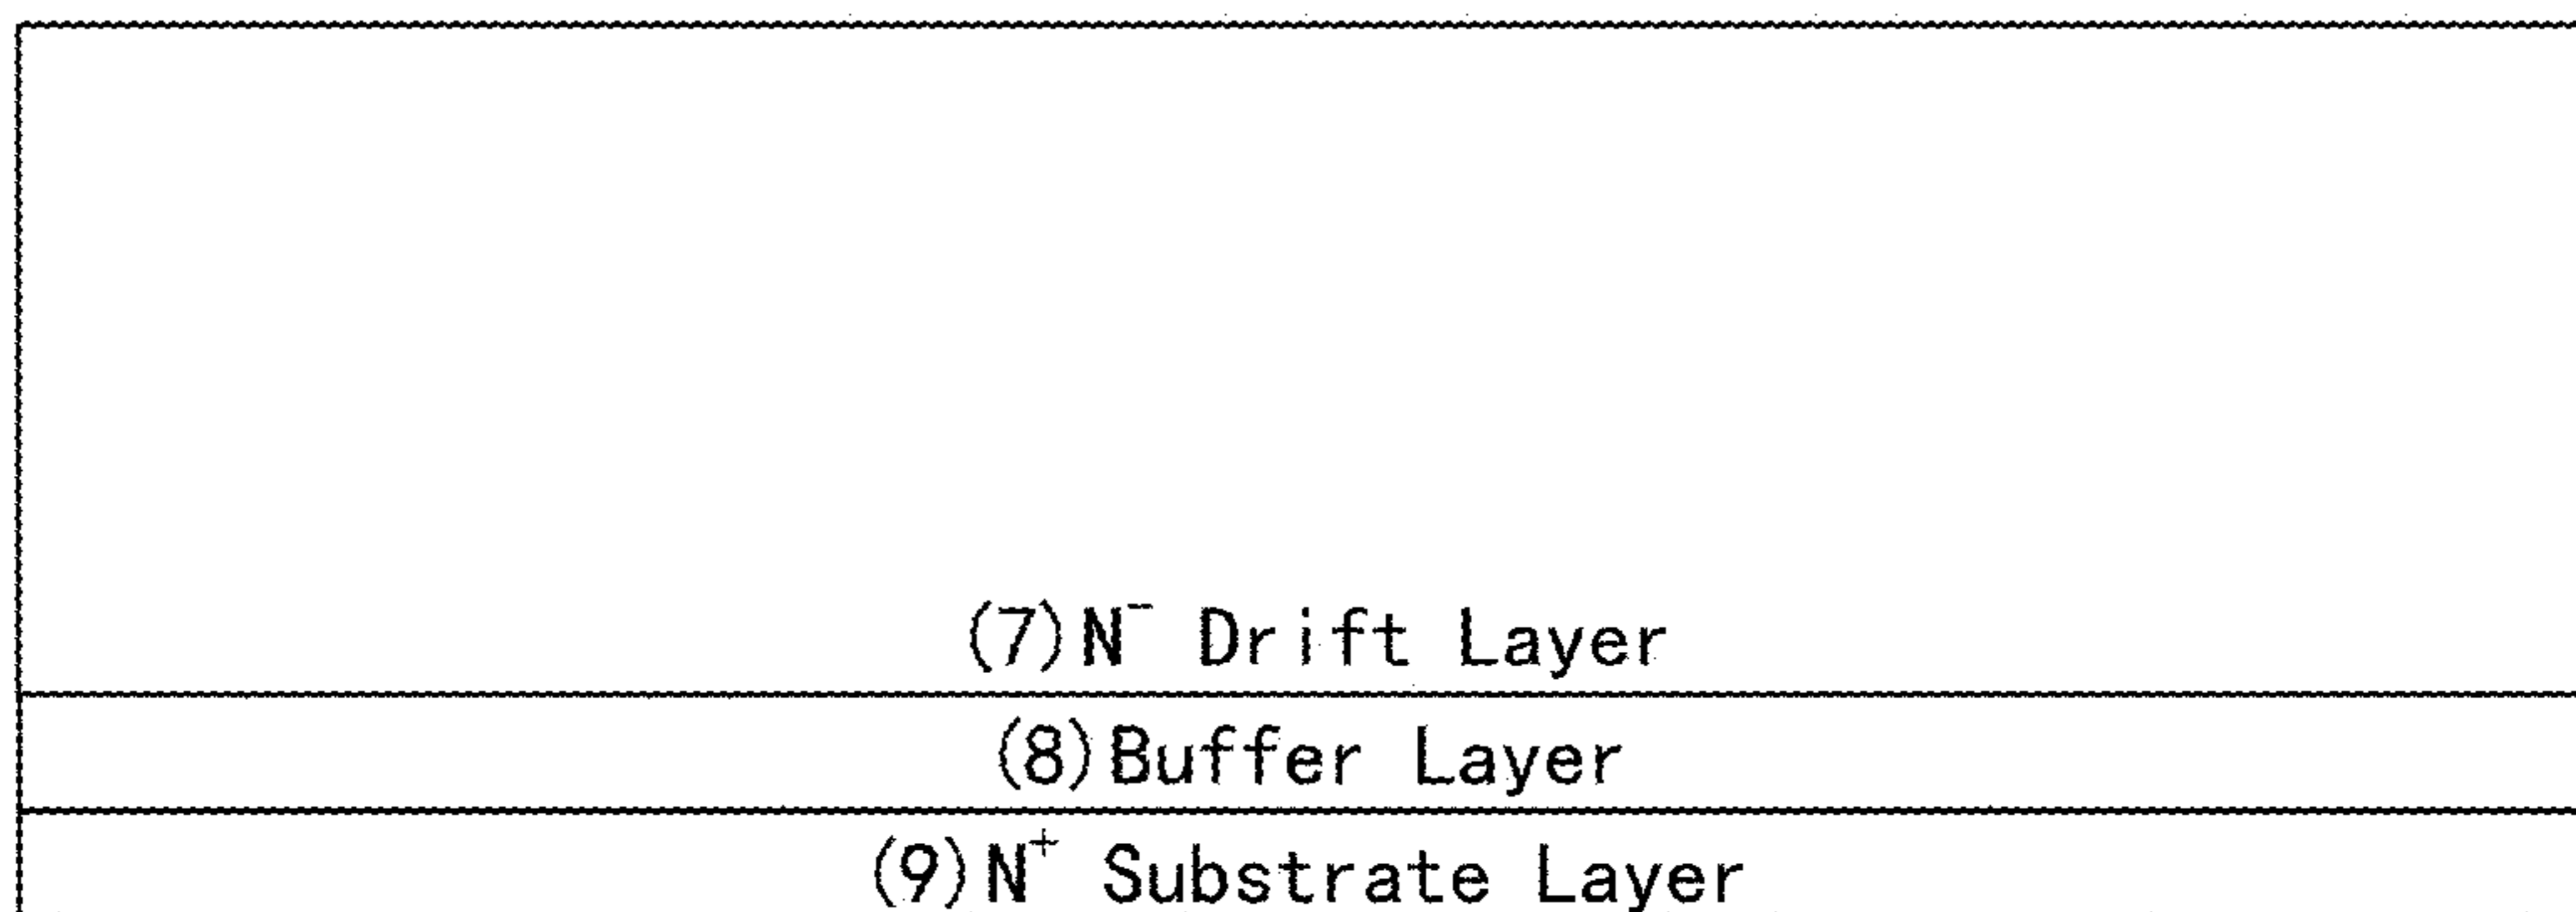 (7)N⁻ Drift Layer
(8)Buffer Layer
(9)N⁺ Substrate Layer